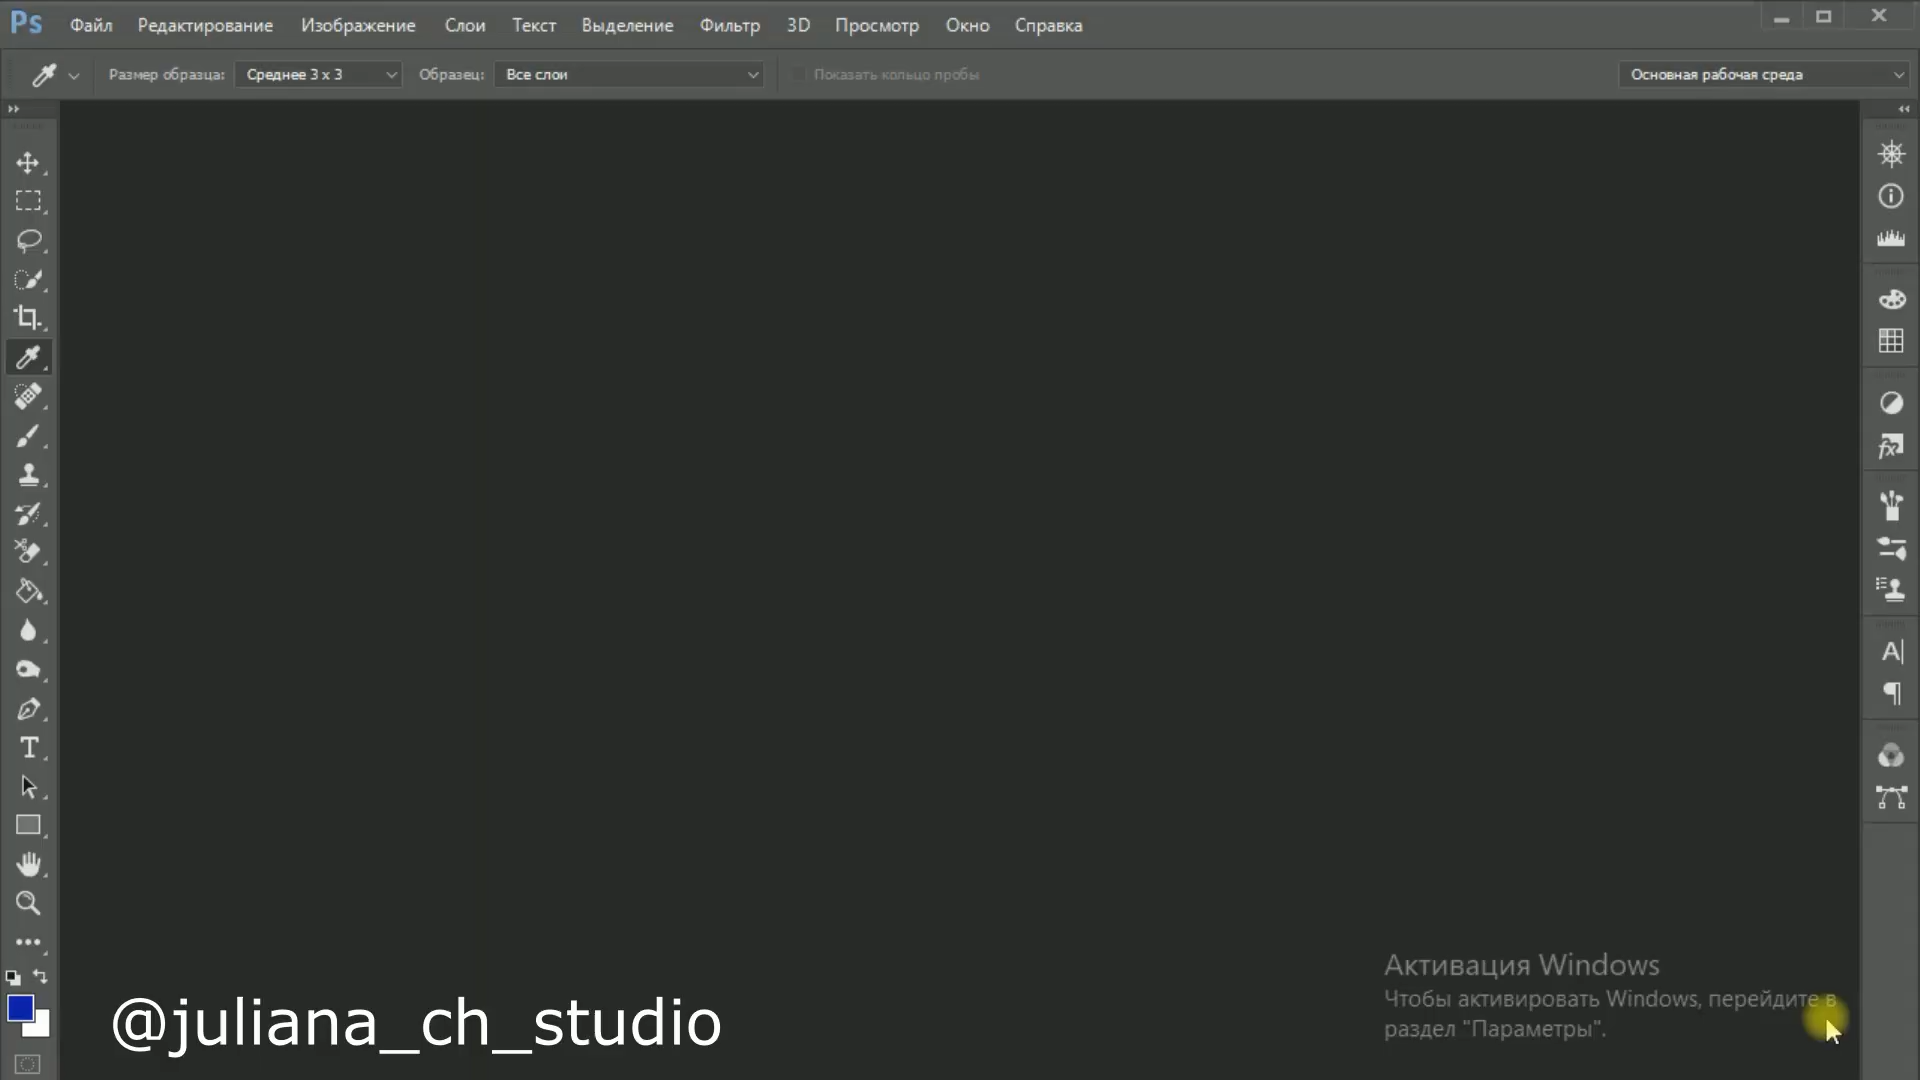 Ps Файл Редактирование Изображение Слои Текст Выделение Фильтр 3D Просмотр Окно Справка
Размер образца: Среднее 3 x 3 Образец: Все слои Показать кольцо пробы Основная рабочая среда
Активация Windows
Чтобы активировать Windows, перейдите в
раздел "Параметры".
@juliana_ch_studio